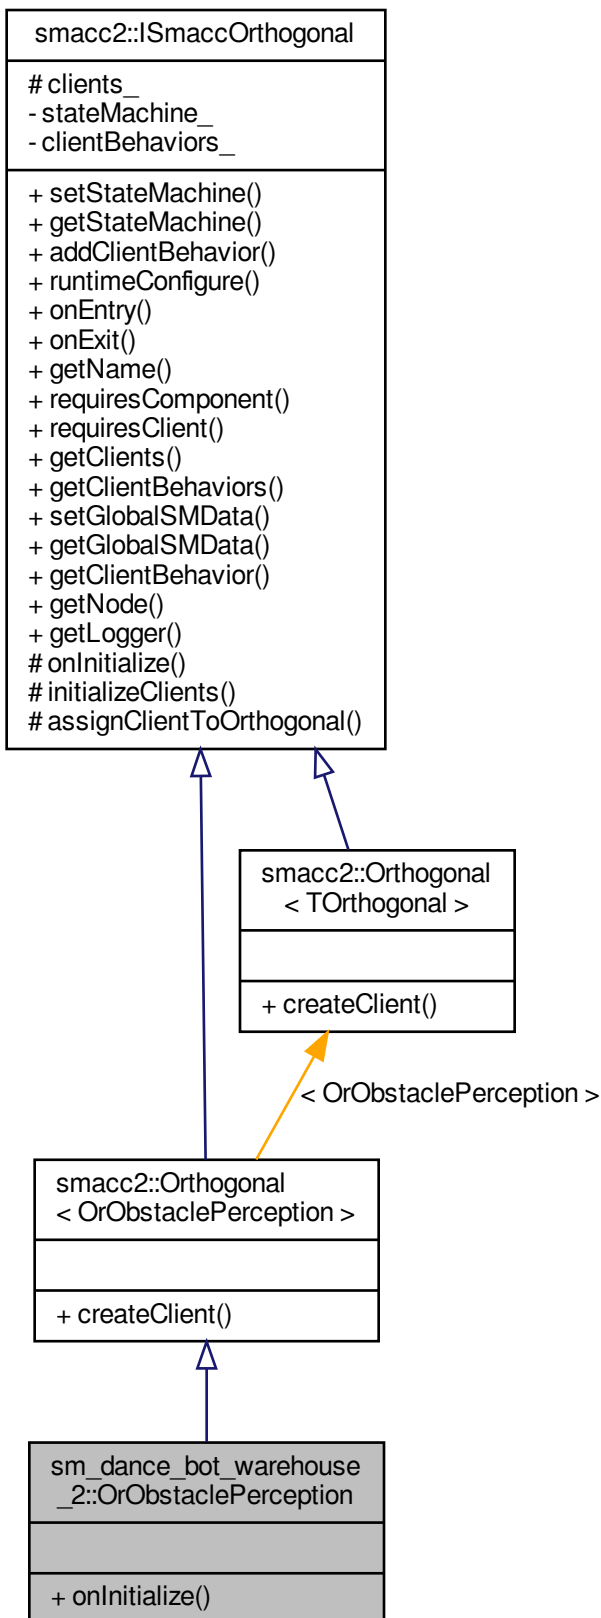 smacc2::ISmaccOrthogonal
# clients_
- stateMachine_
- clientBehaviors_
+ setStateMachine()
+ getStateMachine()
+ addClientBehavior()
+ runtimeConfigure()
+ onEntry()
+ onExit()
+ getName()
+ requiresComponent()
+ requiresClient()
+ getClients()
+ getClientBehaviors()
+ setGlobalSMData()
+ getGlobalSMData()
+ getClientBehavior()
+ getNode()
+ getLogger()
# onInitialize()
# initializeClients()
# assignClientToOrthogonal()
smacc2::Orthogonal
< TOrthogonal >
+ createClient()
< OrObstaclePerception >
smacc2::Orthogonal
< OrObstaclePerception >
+ createClient()
sm_dance_bot_warehouse
_2::OrObstaclePerception
+ onInitialize()